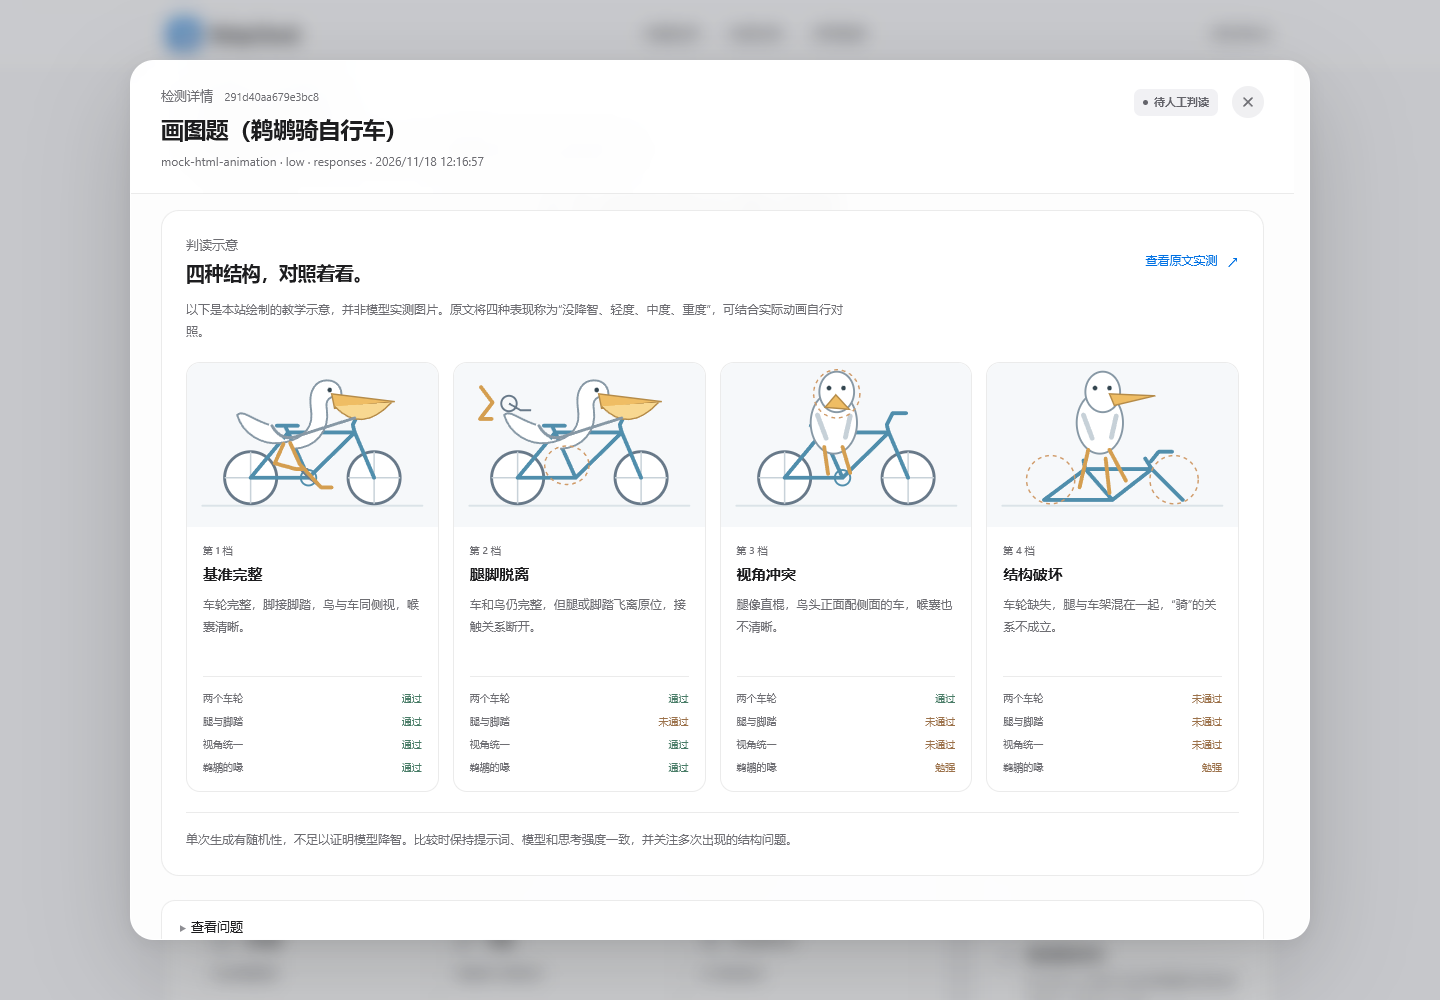 检测详情 291d40aa679e3bc8
画图题（鹈鹕骑自行车）
mock-html-animation · low · responses · 2026/11/18 12:16:57
待人工判读
判读示意
四种结构，对照着看。
查看原文实测 ↗
以下是本站绘制的教学示意，并非模型实测图片。原文将四种表现称为“没降智、轻度、中度、重度”，可结合实际动画自行对
照。
第 1 档
基准完整
车轮完整，脚接脚踏，鸟与车同侧视，喉
囊清晰。
两个车轮 通过
腿与脚踏 通过
视角统一 通过
鹈鹕的喙 通过
第 2 档
腿脚脱离
车和鸟仍完整，但腿或脚踏飞离原位，接
触关系断开。
两个车轮 通过
腿与脚踏 未通过
视角统一 通过
鹈鹕的喙 通过
第 3 档
视角冲突
腿像直棍，鸟头正面配侧面的车，喉囊也
不清晰。
两个车轮 通过
腿与脚踏 未通过
视角统一 未通过
鹈鹕的喙 勉强
第 4 档
结构破坏
车轮缺失，腿与车架混在一起，“骑”的关
系不成立。
两个车轮 未通过
腿与脚踏 未通过
视角统一 未通过
鹈鹕的喙 勉强
单次生成有随机性，不足以证明模型降智。比较时保持提示词、模型和思考强度一致，并关注多次出现的结构问题。
查看问题